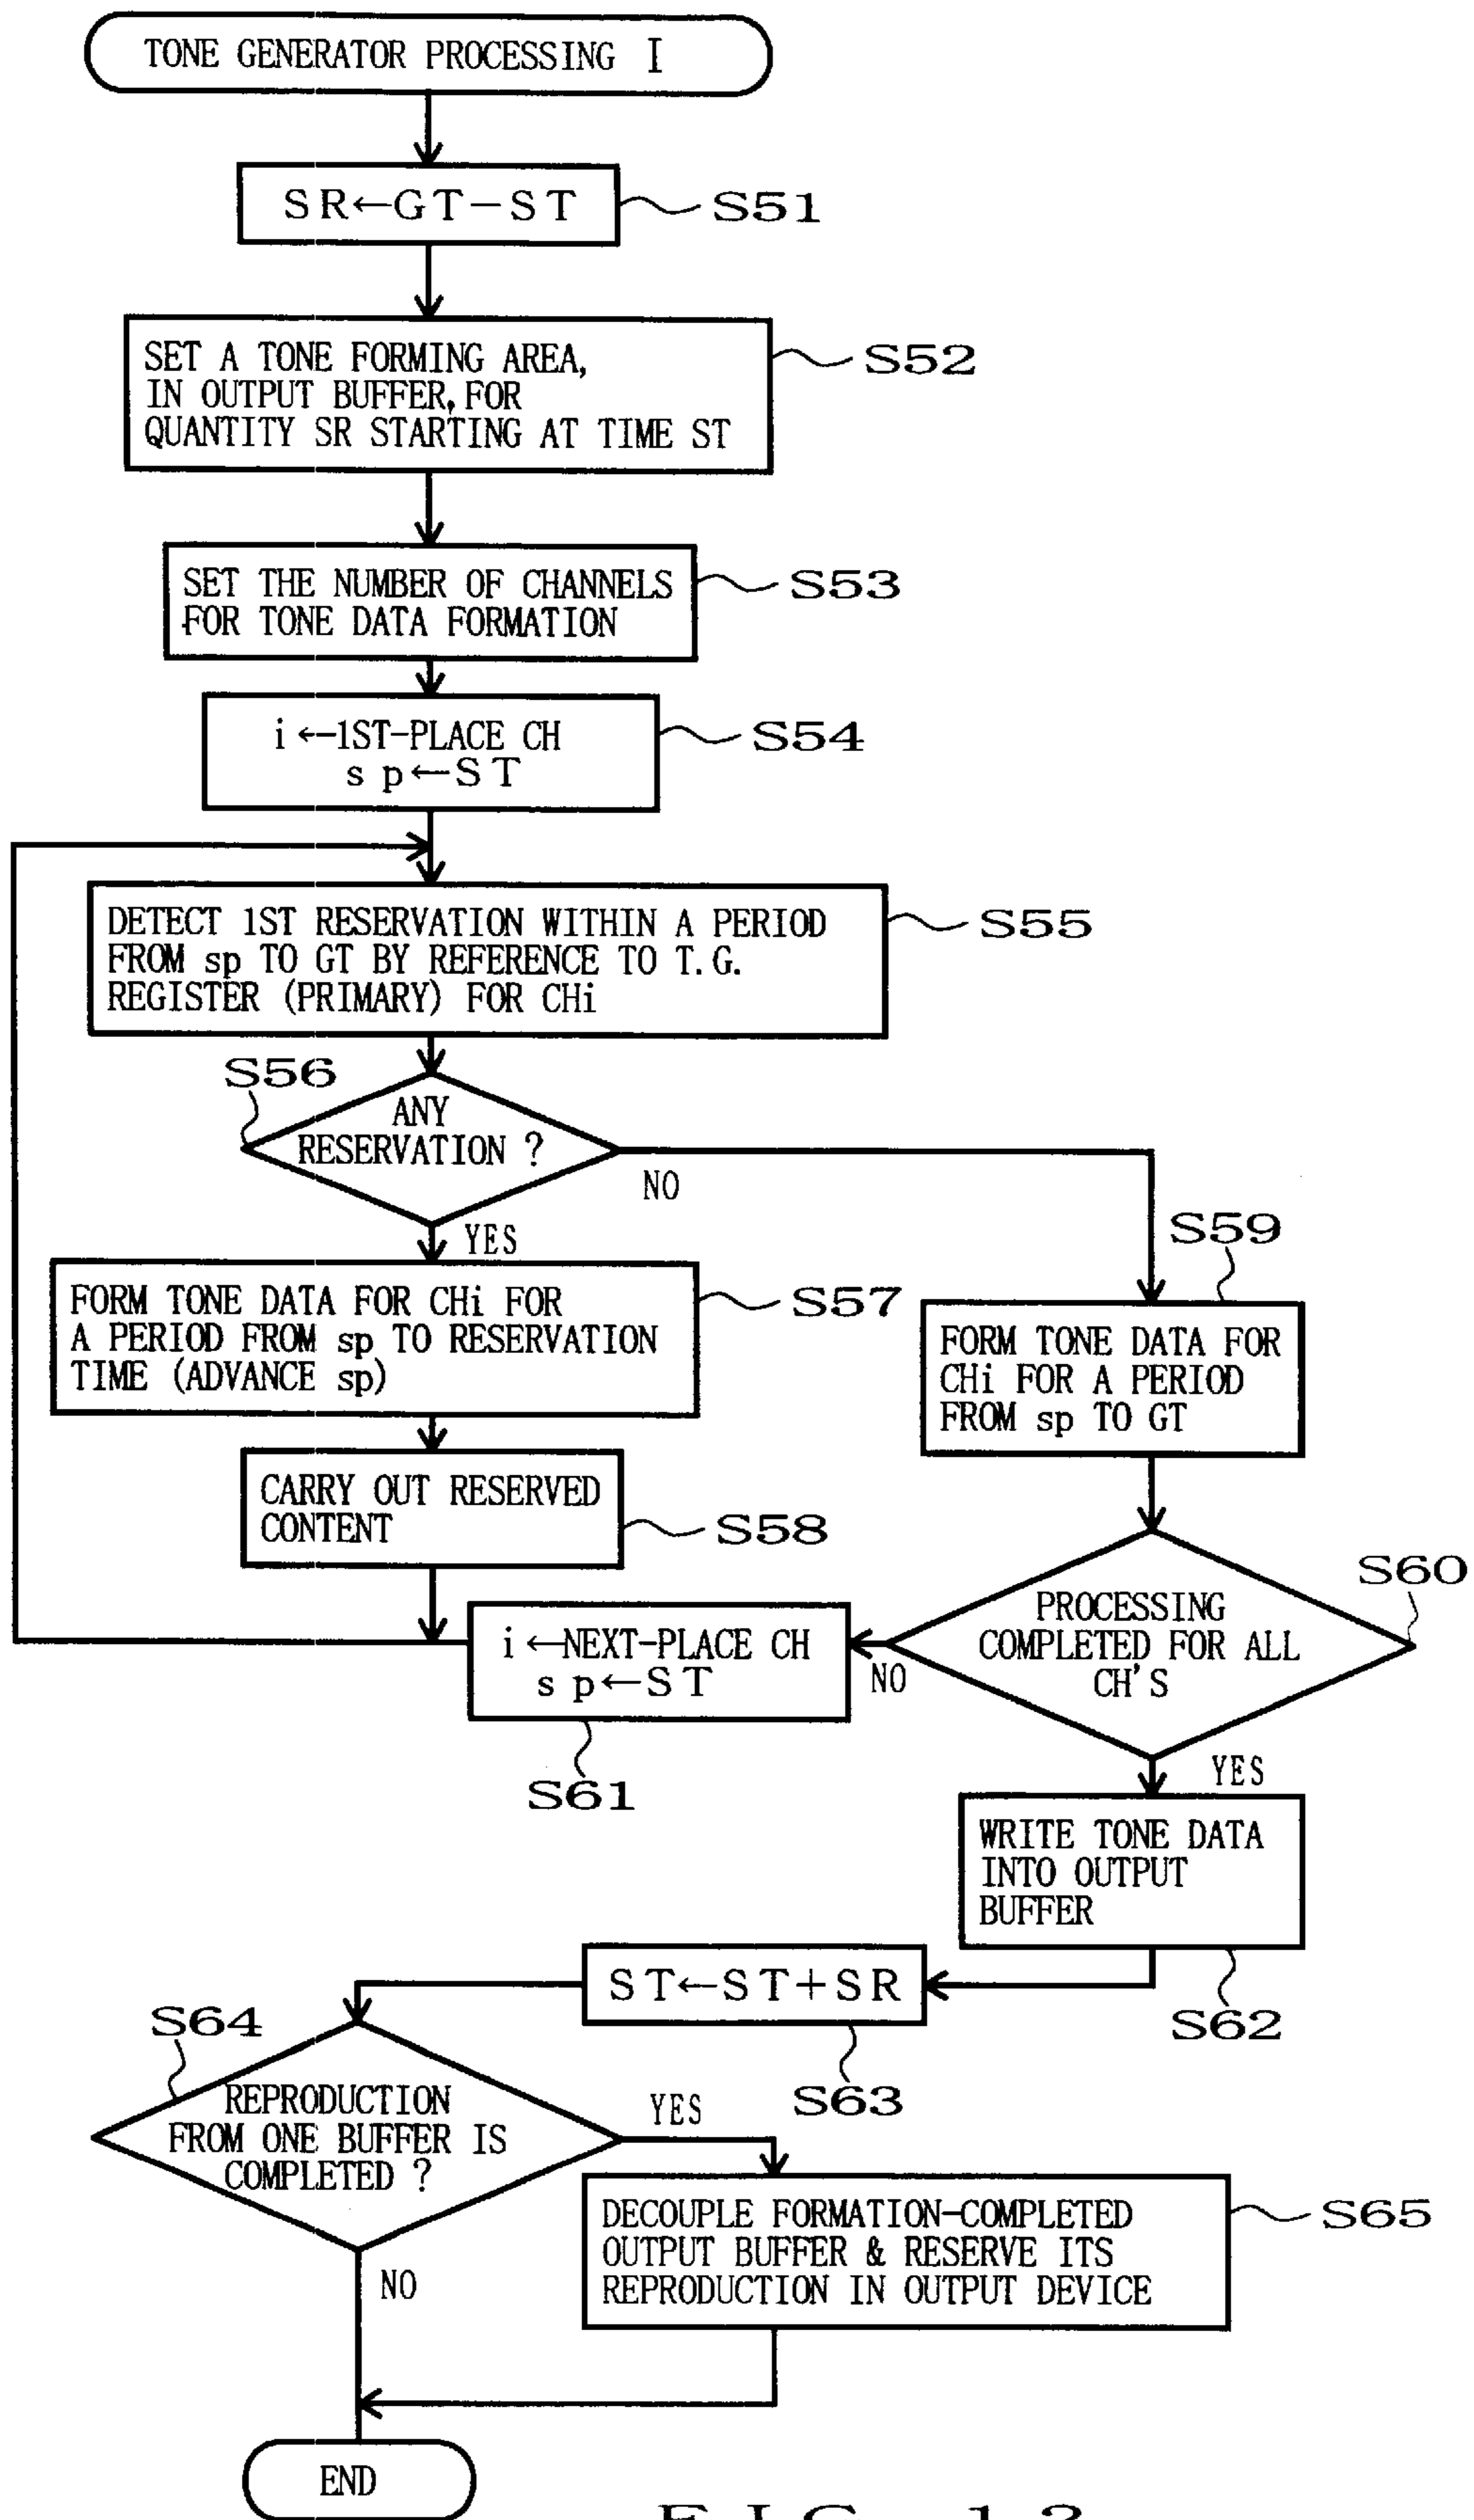 TONE GENERATOR PROCESSING I
SR←GT−ST
S51
SET A TONE FORMING AREA,
IN OUTPUT BUFFER, FOR
QUANTITY SR STARTING AT TIME ST
S52
SET THE NUMBER OF CHANNELS
FOR TONE DATA FORMATION
S53
i←1ST-PLACE CH
sp←ST
S54
DETECT 1ST RESERVATION WITHIN A PERIOD
FROM sp TO GT BY REFERENCE TO T.G.
REGISTER (PRIMARY) FOR CHi
S55
S56
ANY
RESERVATION ?
NO
YES
FORM TONE DATA FOR CHi FOR
A PERIOD FROM sp TO RESERVATION
TIME (ADVANCE sp)
S57
CARRY OUT RESERVED
CONTENT
S58
S59
FORM TONE DATA FOR
CHi FOR A PERIOD
FROM sp TO GT
S60
PROCESSING
COMPLETED FOR ALL
CH'S
NO
YES
i←NEXT-PLACE CH
sp←ST
S61
WRITE TONE DATA
INTO OUTPUT
BUFFER
S62
ST←ST+SR
S63
S64
REPRODUCTION
FROM ONE BUFFER IS
COMPLETED ?
YES
NO
DECOUPLE FORMATION-COMPLETED
OUTPUT BUFFER & RESERVE ITS
REPRODUCTION IN OUTPUT DEVICE
S65
END